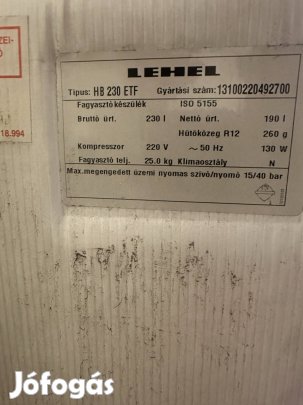 ZEI-
Ó
18.994
LEHEL
Típus: HB 230 ETF Gyártási szám: 13100220492700
Fagyasztókészülék ISO 5155
Bruttó ürt. 230 l Nettó ürt. 190 l
Hűtőközeg R12 260 g
Kompresszor 220 V ~ 50 Hz 130 W
Fagyasztó telj. 25.0 kg Klímaosztály N
Max.megengedett üzemi nyomás szívó/nyomó 15/40 bar
Jófogás